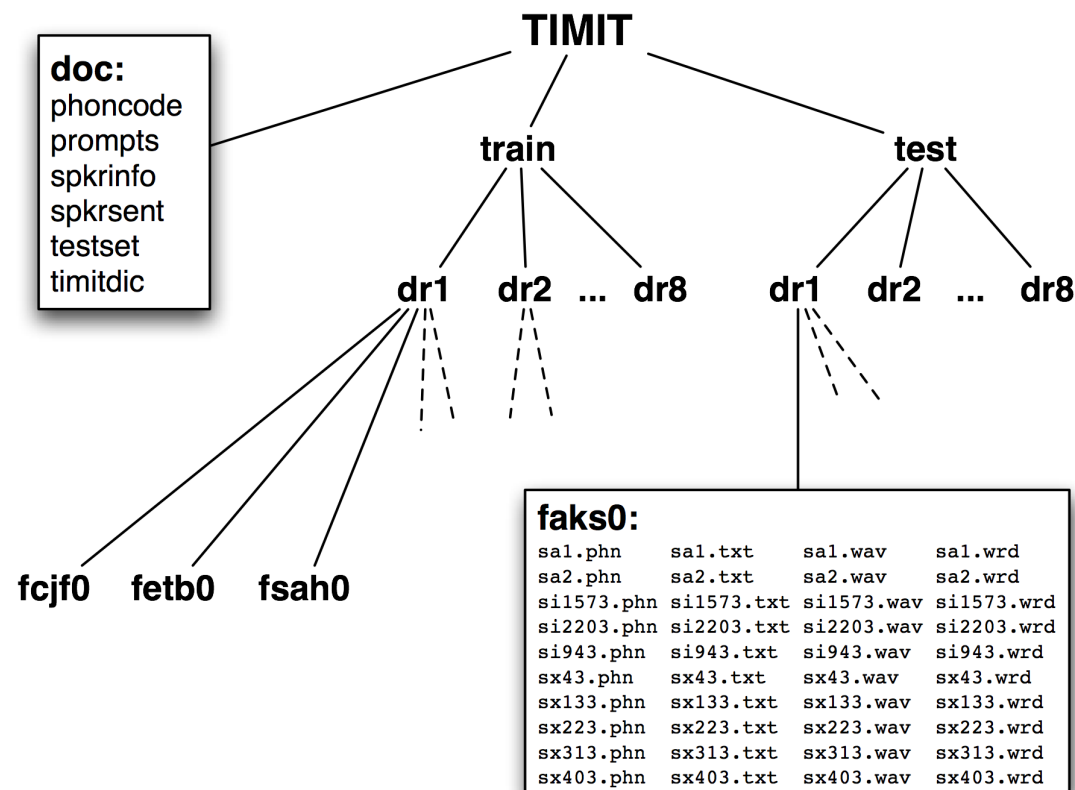 TIMIT
doc:
phoncode
prompts
spkrinfo
spkrsent
testset
timitdic
train
test
dr1 dr2 ... dr8
dr1 dr2 ... dr8
fcjf0 fetb0 fsah0
faks0:
sa1.phn sa1.txt sa1.wav sa1.wrd
sa2.phn sa2.txt sa2.wav sa2.wrd
si1573.phn si1573.txt si1573.wav si1573.wrd
si2203.phn si2203.txt si2203.wav si2203.wrd
si943.phn si943.txt si943.wav si943.wrd
sx43.phn sx43.txt sx43.wav sx43.wrd
sx133.phn sx133.txt sx133.wav sx133.wrd
sx223.phn sx223.txt sx223.wav sx223.wrd
sx313.phn sx313.txt sx313.wav sx313.wrd
sx403.phn sx403.txt sx403.wav sx403.wrd